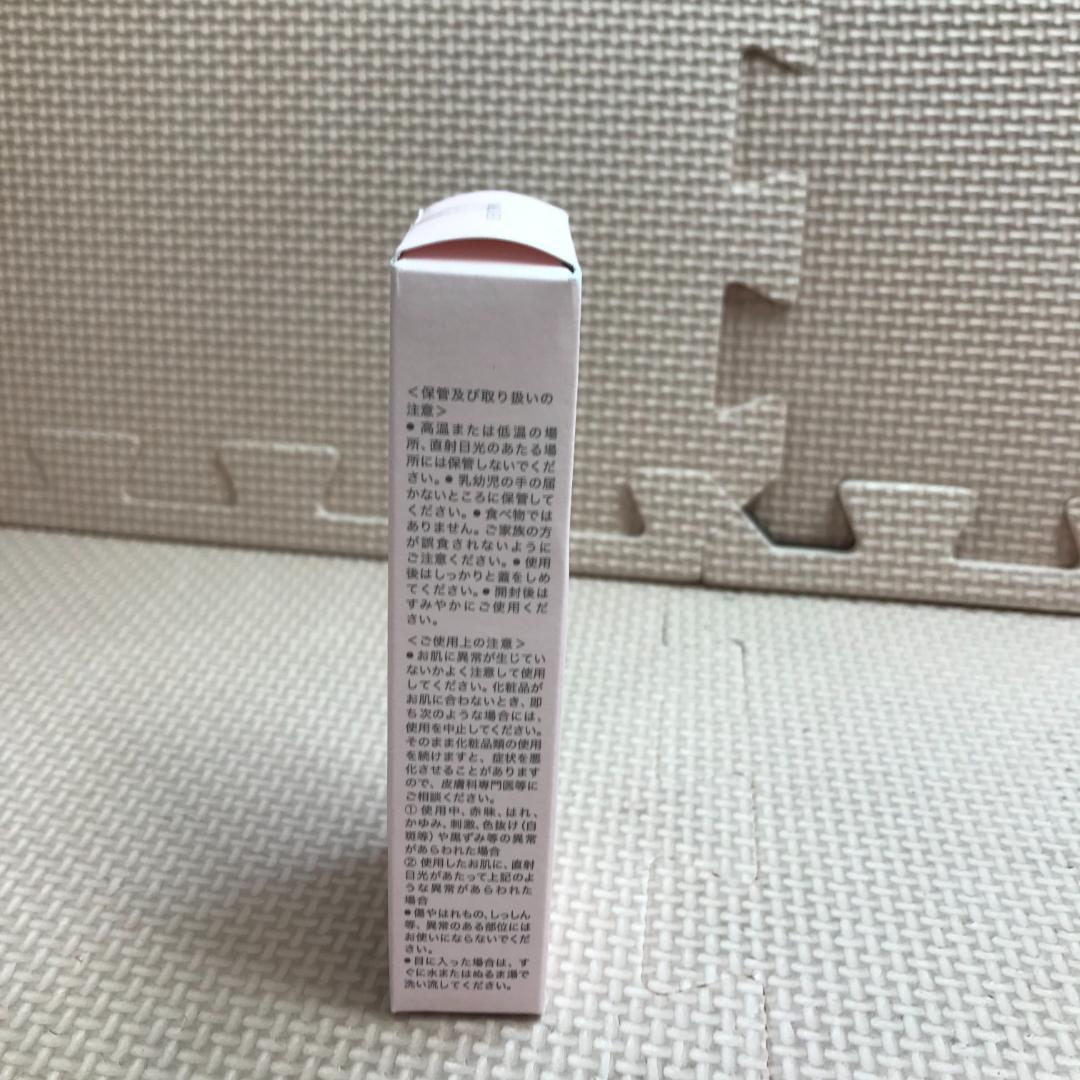 ＜保管及び取り扱いの
注意＞
●高温または低温の場
所、直射日光のあたる場
所には保管しないでくだ
さい。●乳幼児の手の届
かないところに保管して
ください。●食べ物では
ありません。ご家族の方
が誤食されないように
ご注意ください。●使用
後はしっかりと蓋をしめ
てください。●開封後は
すみやかにご使用くだ
さい。
＜ご使用上の注意＞
●お肌に異常が生じてい
ないかよく注意して使用
してください。化粧品が
お肌に合わないとき、即
ち次のような場合には、
使用を中止してください。
そのまま化粧品類の使用
を続けますと、症状を悪
化させることがあります
ので、皮膚科専門医等に
ご相談ください。
①使用中、赤味、はれ、
かゆみ、刺激、色抜け（白
斑等）や黒ずみ等の異常
があらわれた場合
②使用したお肌に、直射
日光があたって上記のよ
うな異常があらわれた
場合
●傷やはれもの、しっしん
等、異常のある部位には
お使いにならないでくだ
さい。
●目に入った場合は、す
ぐに水またはぬるま湯で
洗い流してください。